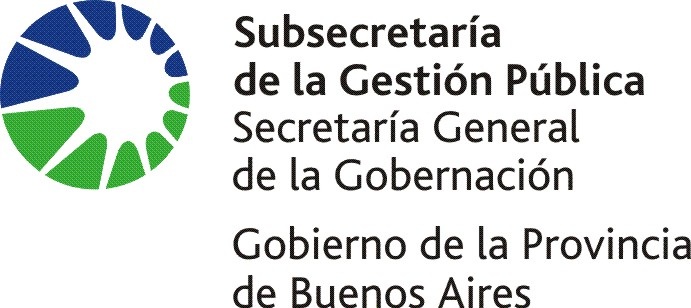 Subsecretaría
de la Gestión Pública
Secretaría General
de la Gobernación
Gobierno de la Provincia
de Buenos Aires